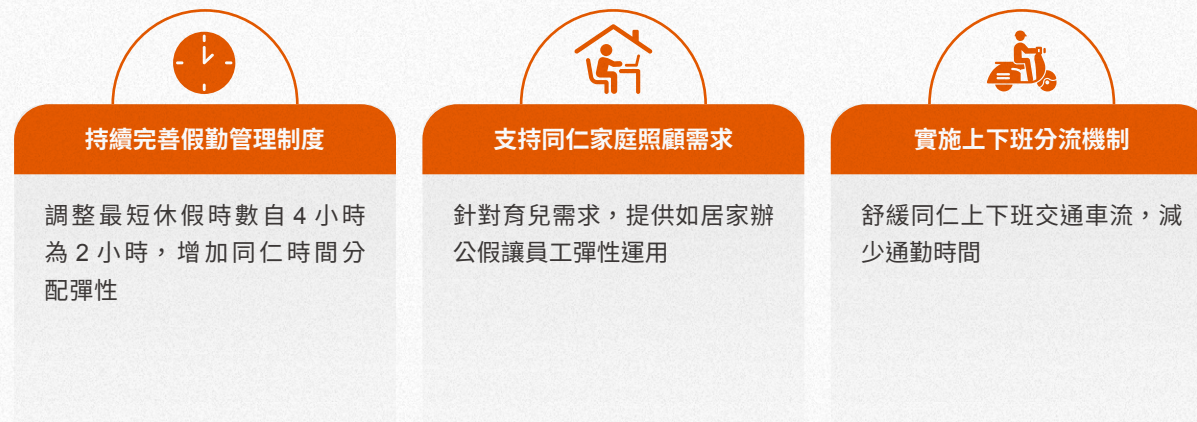 持續完善假勤管理制度
調整最短休假時數自 4 小時
為 2 小時，增加同仁時間分
配彈性
支持同仁家庭照顧需求
針對育兒需求，提供如居家辦
公假讓員工彈性運用
實施上下班分流機制
舒緩同仁上下班交通車流，減
少通勤時間